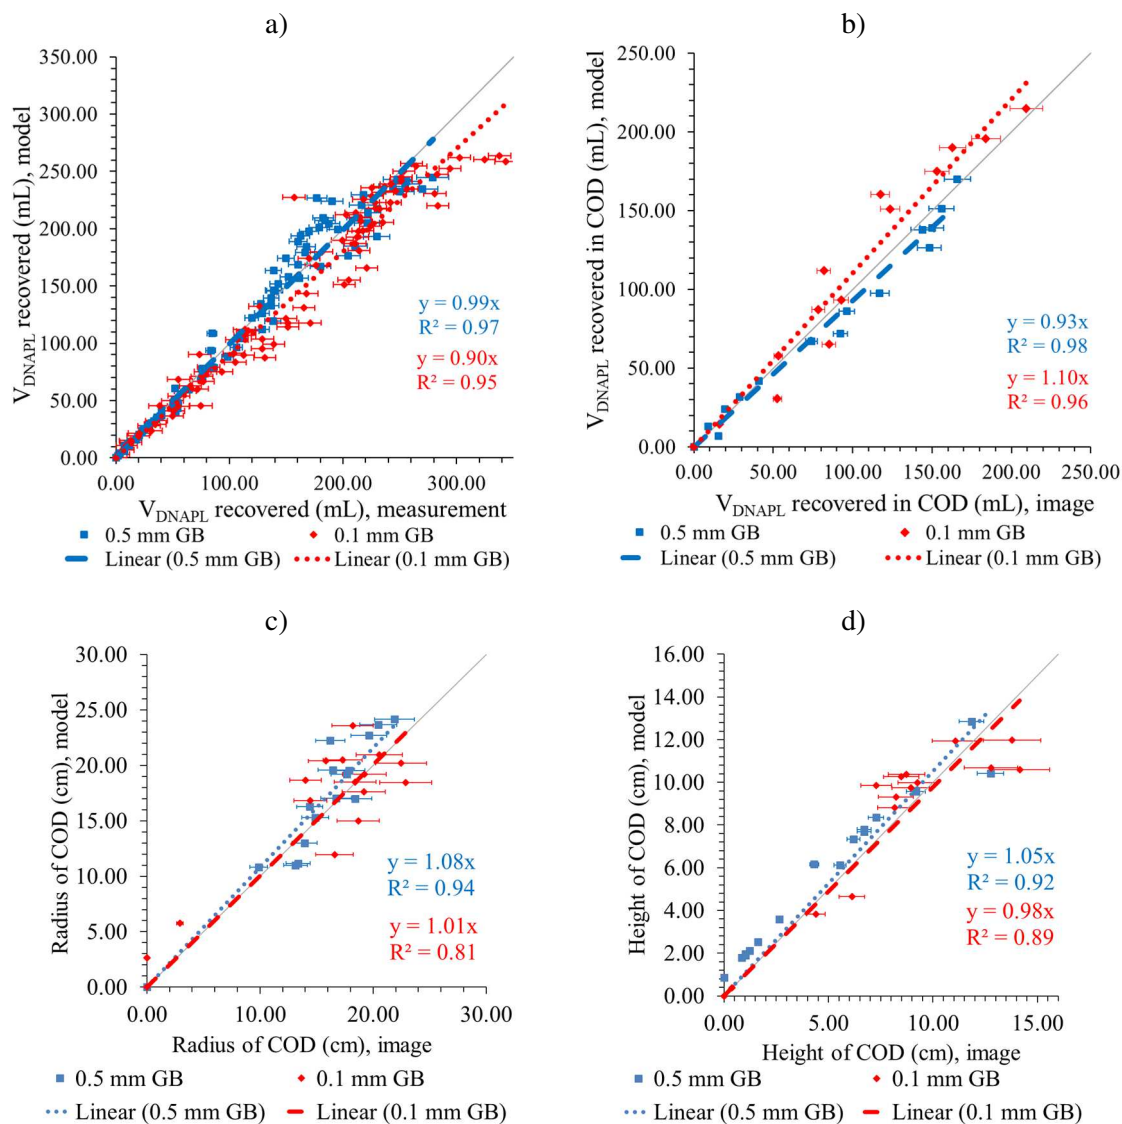 a)
350.00
300.00
250.00
200.00
150.00
100.00
50.00
0.00
V_DNAPL recovered (mL), model
y = 0.99x
R² = 0.97
y = 0.90x
R² = 0.95
0.00 100.00 200.00 300.00
V_DNAPL recovered (mL), measurement
0.5 mm GB 0.1 mm GB
Linear (0.5 mm GB) Linear (0.1 mm GB)
b)
250.00
200.00
150.00
100.00
50.00
0.00
V_DNAPL recovered in COD (mL), model
y = 0.93x
R² = 0.98
y = 1.10x
R² = 0.96
0.00 50.00 100.00 150.00 200.00 250.00
V_DNAPL recovered in COD (mL), image
0.5 mm GB 0.1 mm GB
Linear (0.5 mm GB) Linear (0.1 mm GB)
c)
30.00
25.00
20.00
15.00
10.00
5.00
0.00
Radius of COD (cm), model
y = 1.08x
R² = 0.94
y = 1.01x
R² = 0.81
0.00 10.00 20.00 30.00
Radius of COD (cm), image
0.5 mm GB 0.1 mm GB
Linear (0.5 mm GB) Linear (0.1 mm GB)
d)
16.00
14.00
12.00
10.00
8.00
6.00
4.00
2.00
0.00
Height of COD (cm), model
y = 1.05x
R² = 0.92
y = 0.98x
R² = 0.89
0.00 5.00 10.00 15.00
Height of COD (cm), image
0.5 mm GB 0.1 mm GB
Linear (0.5 mm GB) Linear (0.1 mm GB)